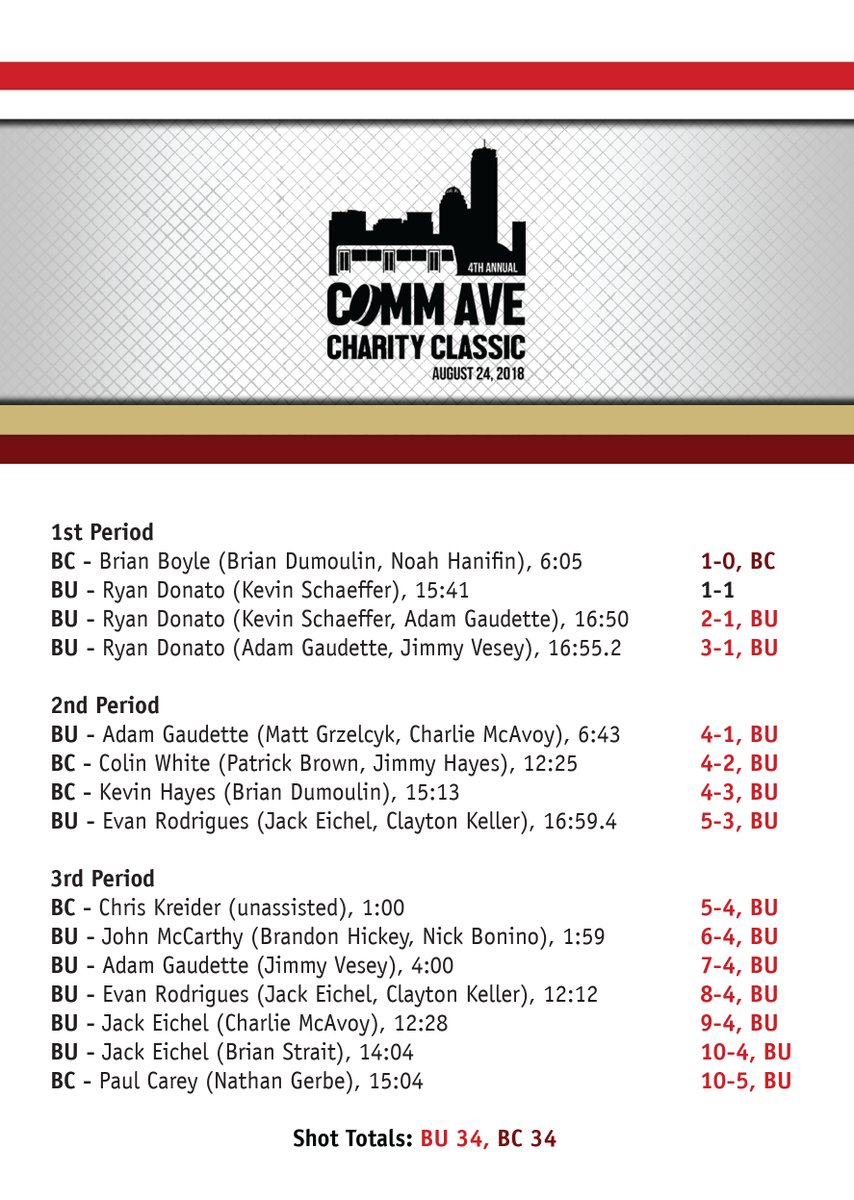 4TH ANNUAL
COMM AVE
CHARITY CLASSIC
AUGUST 24, 2018
1st Period
BC - Brian Boyle (Brian Dumoulin, Noah Hanifin), 6:05 1-0, BC
BU - Ryan Donato (Kevin Schaeffer), 15:41 1-1
BU - Ryan Donato (Kevin Schaeffer, Adam Gaudette), 16:50 2-1, BU
BU - Ryan Donato (Adam Gaudette, Jimmy Vesey), 16:55.2 3-1, BU
2nd Period
BU - Adam Gaudette (Matt Grzelcyk, Charlie McAvoy), 6:43 4-1, BU
BC - Colin White (Patrick Brown, Jimmy Hayes), 12:25 4-2, BU
BC - Kevin Hayes (Brian Dumoulin), 15:13 4-3, BU
BU - Evan Rodrigues (Jack Eichel, Clayton Keller), 16:59.4 5-3, BU
3rd Period
BC - Chris Kreider (unassisted), 1:00 5-4, BU
BU - John McCarthy (Brandon Hickey, Nick Bonino), 1:59 6-4, BU
BU - Adam Gaudette (Jimmy Vesey), 4:00 7-4, BU
BU - Evan Rodrigues (Jack Eichel, Clayton Keller), 12:12 8-4, BU
BU - Jack Eichel (Charlie McAvoy), 12:28 9-4, BU
BU - Jack Eichel (Brian Strait), 14:04 10-4, BU
BC - Paul Carey (Nathan Gerbe), 15:04 10-5, BU
Shot Totals: BU 34, BC 34